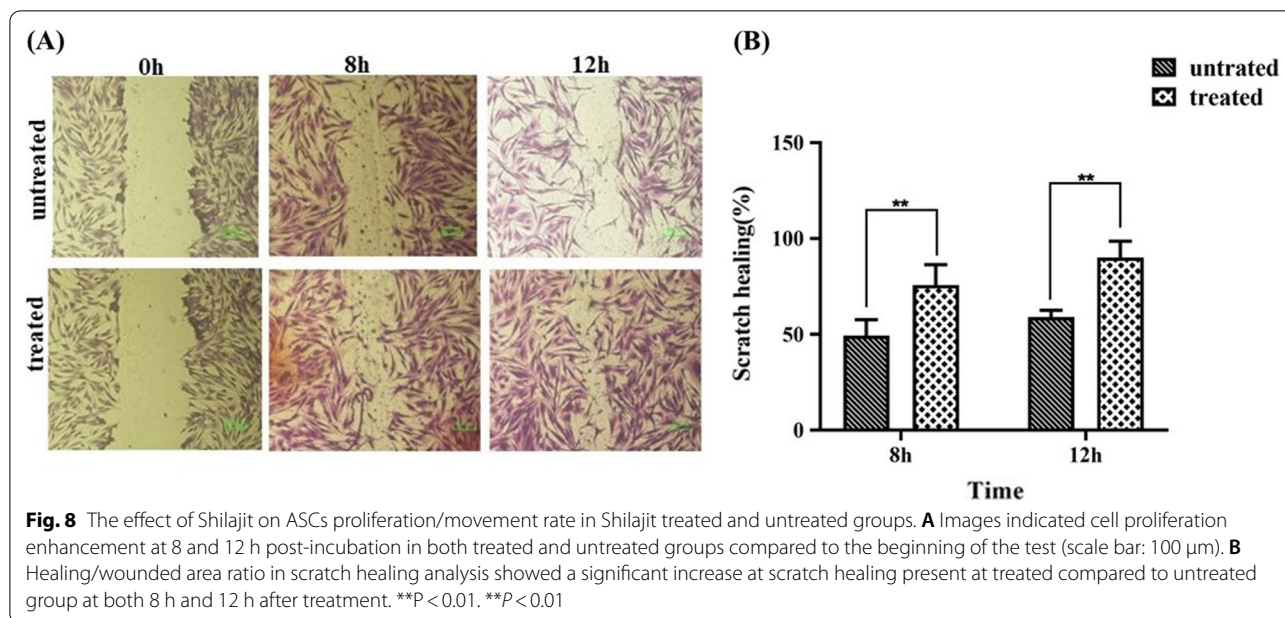 (A)
0h
8h
12h
untreated
treated
(B)
untrated
treated
150
100
50
0
Scratch healing(%)
**
**
8h
12h
Time
Fig. 8 The effect of Shilajit on ASCs proliferation/movement rate in Shilajit treated and untreated groups. A Images indicated cell proliferation
enhancement at 8 and 12 h post-incubation in both treated and untreated groups compared to the beginning of the test (scale bar: 100 µm). B
Healing/wounded area ratio in scratch healing analysis showed a significant increase at scratch healing present at treated compared to untreated
group at both 8 h and 12 h after treatment. **P < 0.01. **P < 0.01